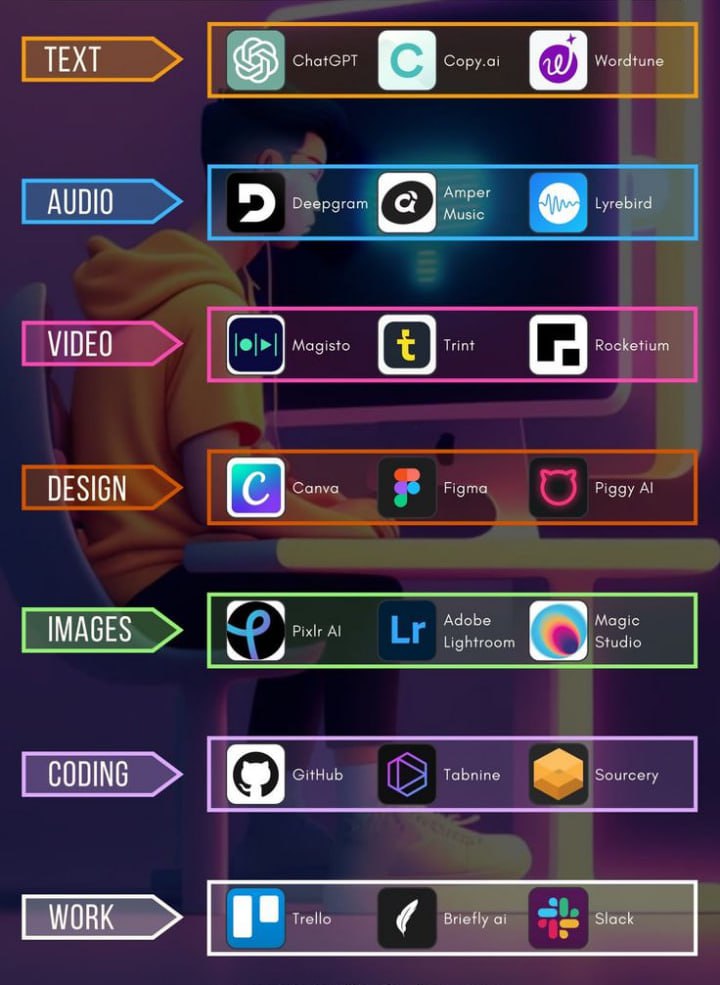 TEXT
ChatGPT
Copy.ai
Wordtune
AUDIO
Deepgram
Amper
Music
Lyrebird
VIDEO
Magisto
Trint
Rocketium
DESIGN
Canva
Figma
Piggy AI
IMAGES
Pixlr AI
Lr
Adobe
Lightroom
Magic
Studio
CODING
GitHub
Tabnine
Sourcery
WORK
Trello
Briefly ai
Slack